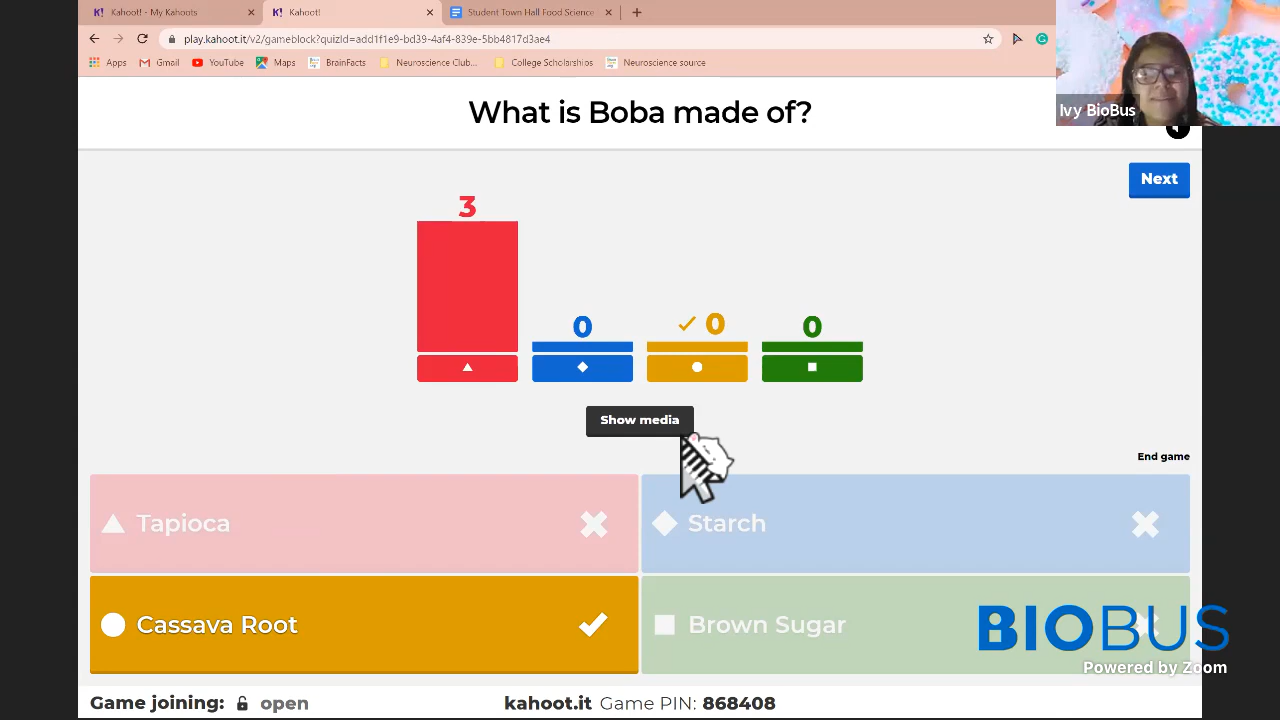 Kahoot! - My Kahoots
Kahoot!
Student Town Hall Food Science
play.kahoot.it/v2/gameblock?quizId=add1f1e9-bd39-4af4-839e-5bb4817d3ae4
Apps
Gmail
YouTube
Maps
BrainFacts
Neuroscience Club...
College Scholarships
Neuroscience source
Ivy BioBus
What is Boba made of?
Next
3
0
0
0
Show media
End game
Tapioca
Starch
Cassava Root
Brown Sugar
BIOBUS
Powered by Zoom
Game joining: open
kahoot.it Game PIN: 868408